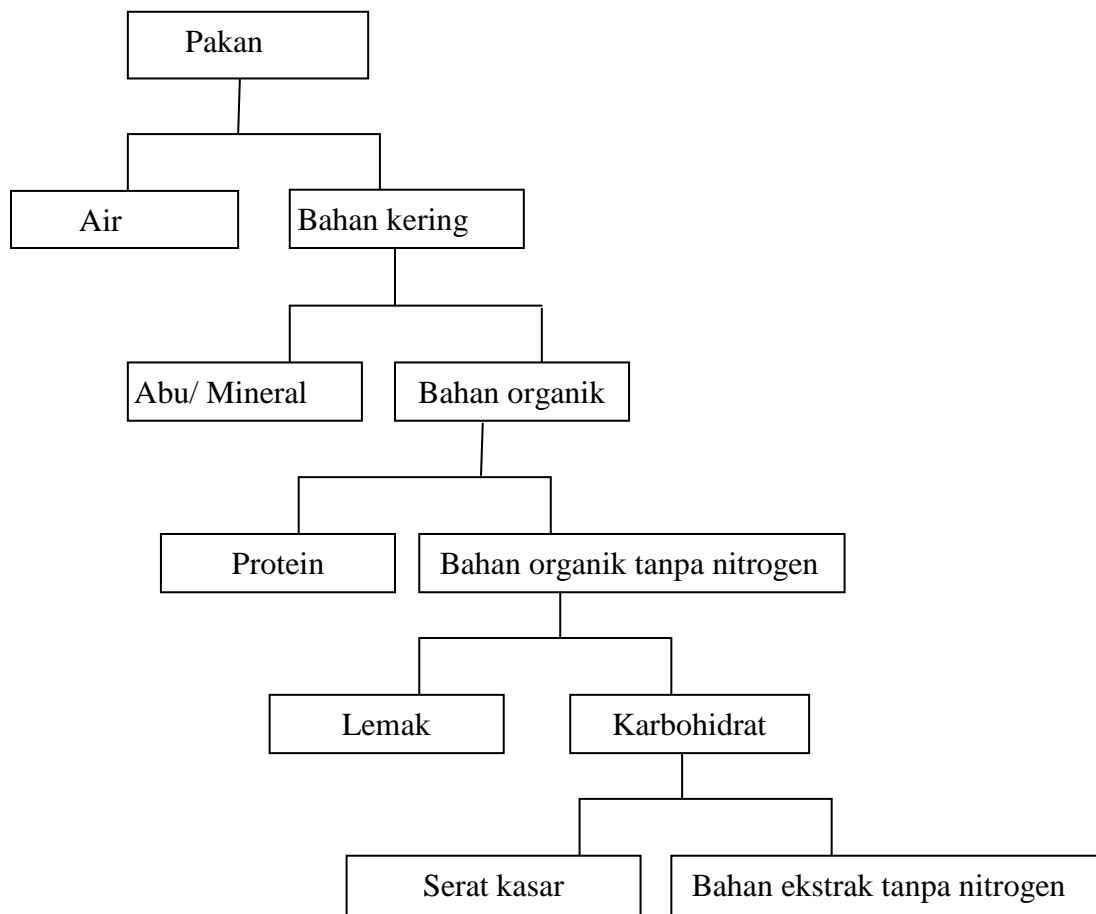 Pakan
Air
Bahan kering
Abu/ Mineral
Bahan organik
Protein
Bahan organik tanpa nitrogen
Lemak
Karbohidrat
Serat kasar
Bahan ekstrak tanpa nitrogen